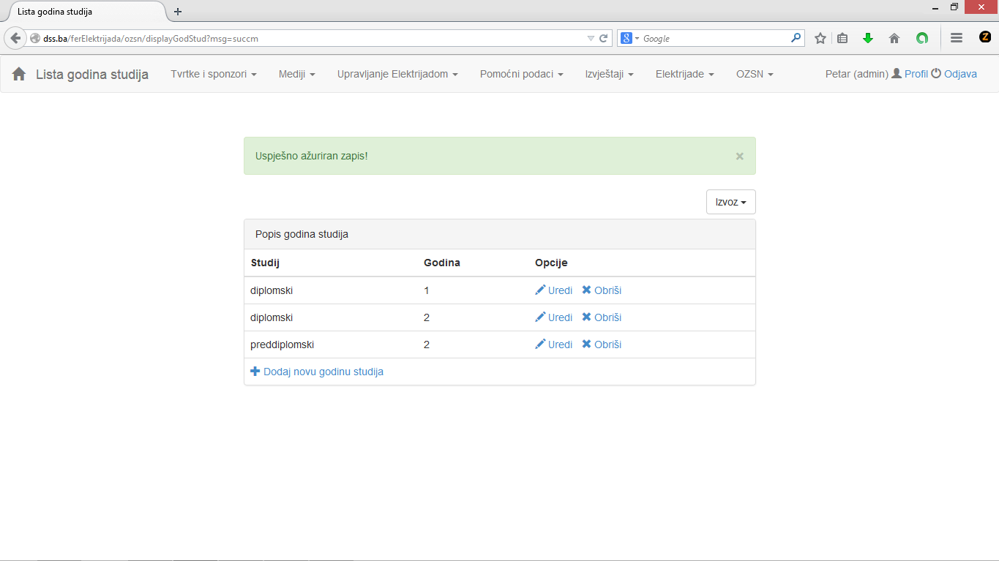 Lista godina studija
dss.ba/ferElektrijada/ozsn/displayGodStud?msg=succm
Google
Lista godina studija Tvrtke i sponzori Mediji Upravljanje Elektrijadom Pomoćni podaci Izvještaji Elektrijade OZSN Petar (admin) Profil Odjava
Uspješno ažuriran zapis! ×
Izvoz
Popis godina studija
Studij Godina Opcije
diplomski 1 Uredi Obriši
diplomski 2 Uredi Obriši
preddiplomski 2 Uredi Obriši
Dodaj novu godinu studija